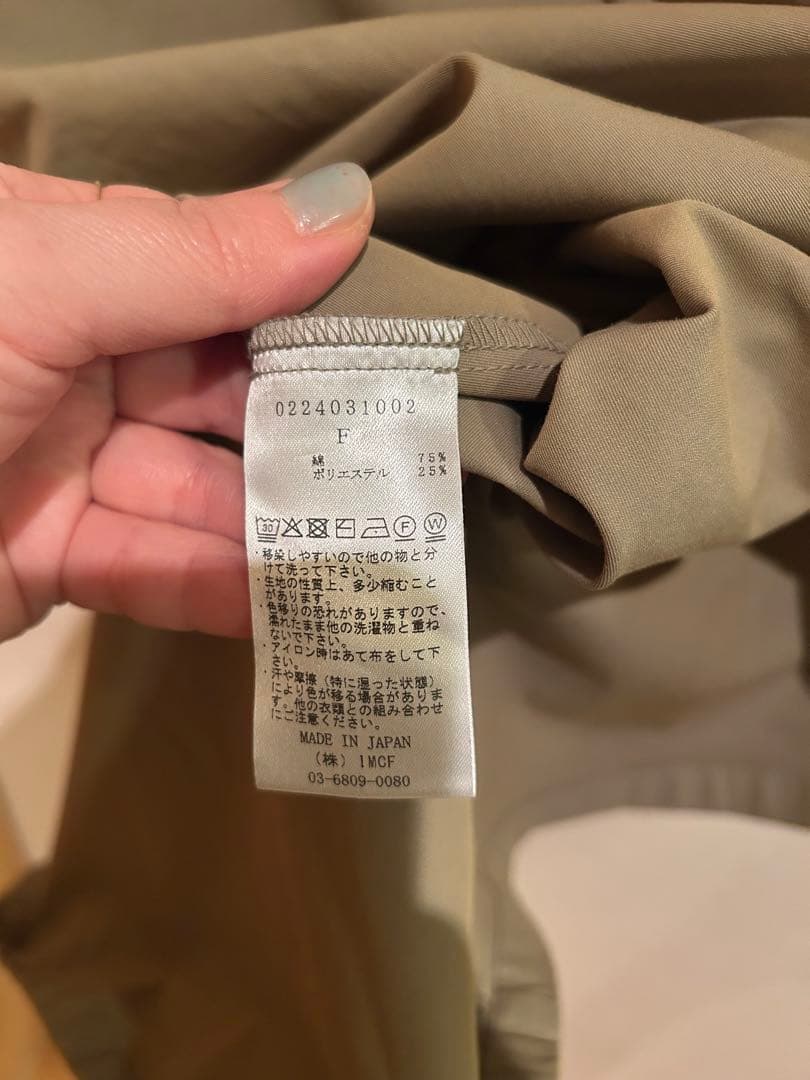 0224031002
F
綿 75%
ポリエステル 25%
30 F W
・移染しやすいので他の物と分
けて洗って下さい。
・生地の性質上、多少縮むこと
があります。
・色移りの恐れがありますので、
濡れたまま他の洗濯物と重ね
ないで下さい。
・アイロン時はあて布をして下
さい。
・汗や摩擦（特に湿った状態）
により色が移る場合がありま
す。他の衣類との組み合わせ
にご注意ください。
MADE IN JAPAN
（株）IMCF
03-6809-0080